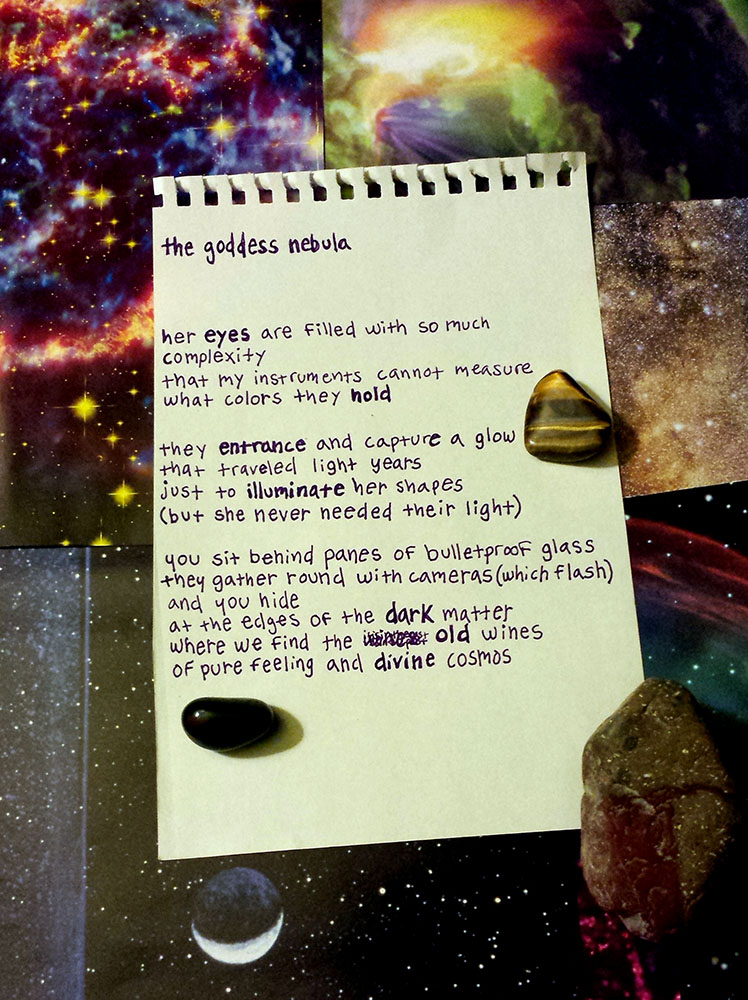 the goddess nebula
her eyes are filled with so much
complexity
that my instruments cannot measure
what colors they hold
they entrance and capture a glow
that traveled light years
just to illuminate her shapes
(but she never needed their light)
you sit behind panes of bulletproof glass
they gather round with cameras (which flash)
and you hide
at the edges of the dark matter
where we find the old wines
of pure feeling and divine cosmos